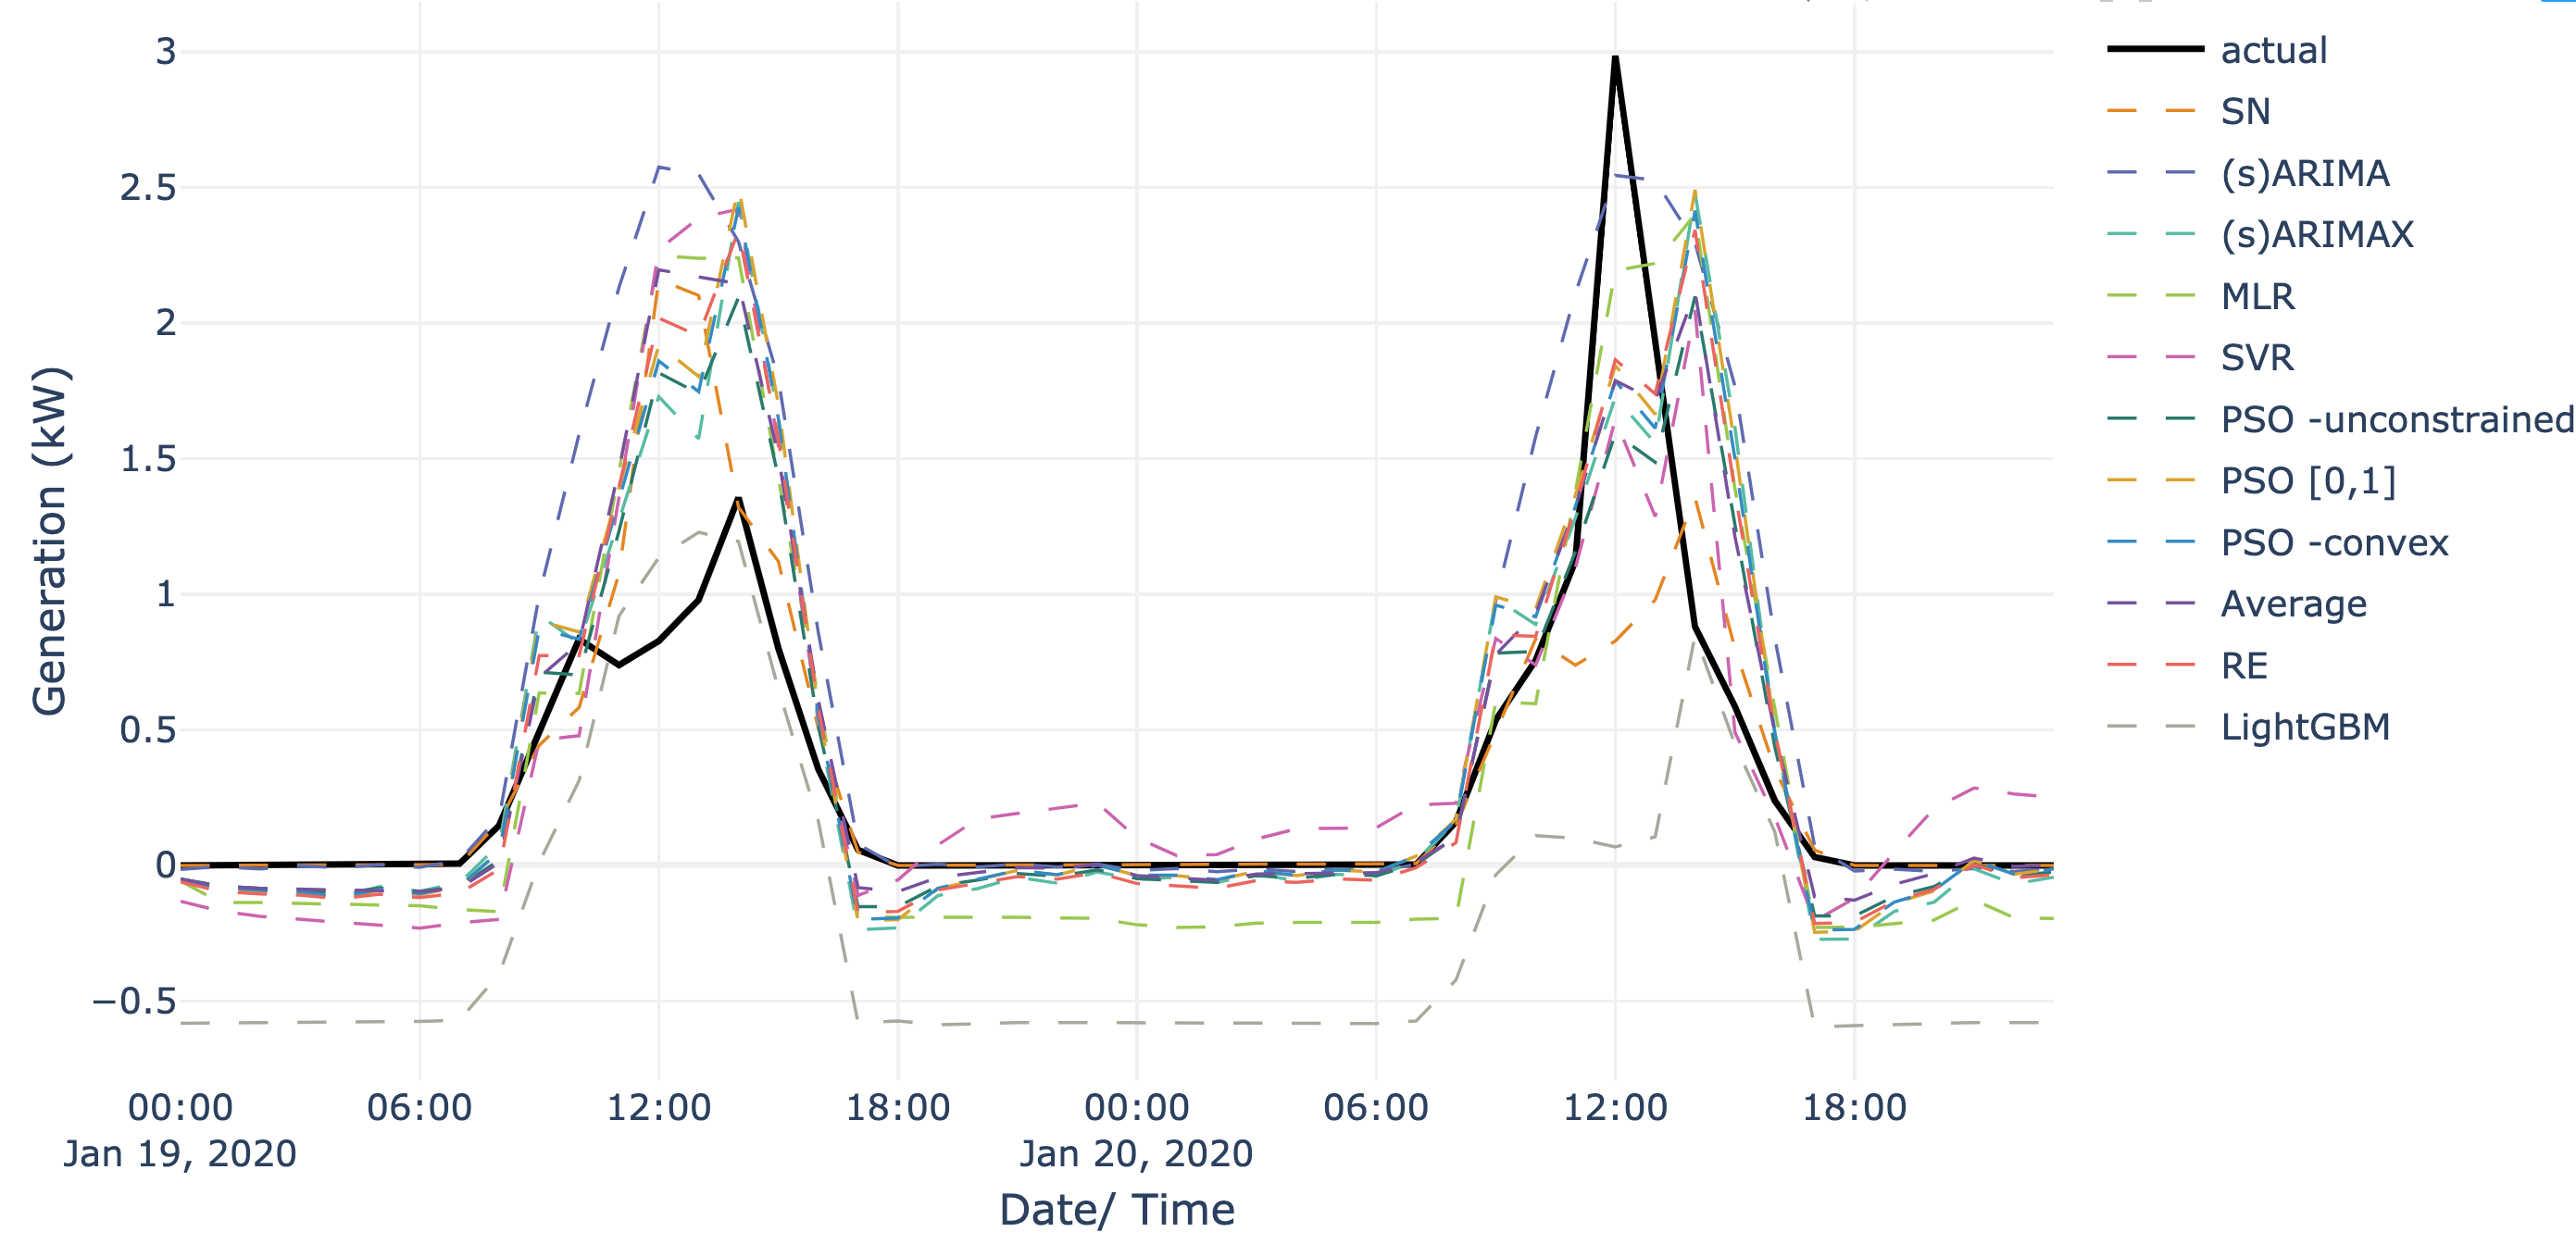 3
2.5
2
1.5
1
0.5
0
−0.5
Generation (kW)
00:00 06:00 12:00 18:00 00:00 06:00 12:00 18:00
Jan 19, 2020 Jan 20, 2020
Date/ Time
actual
SN
(s)ARIMA
(s)ARIMAX
MLR
SVR
PSO -unconstrained
PSO [0,1]
PSO -convex
Average
RE
LightGBM